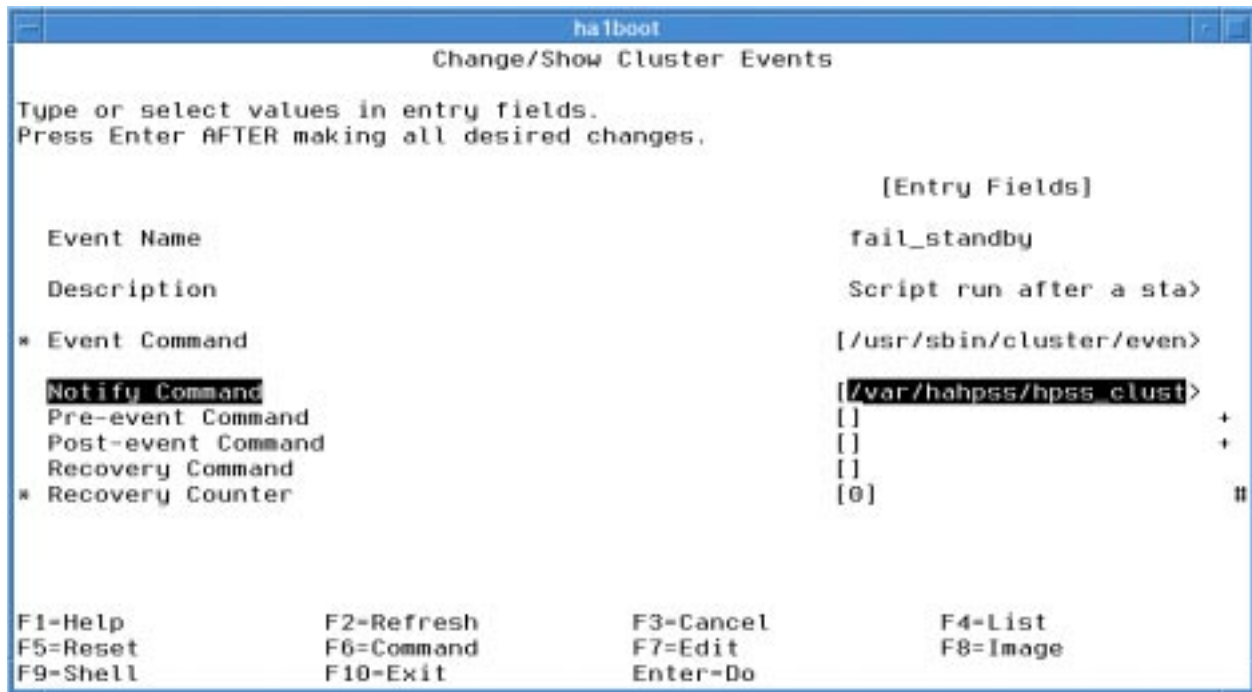 ha1boot
Change/Show Cluster Events
Type or select values in entry fields.
Press Enter AFTER making all desired changes.
[Entry Fields]
Event Name fail_standby
Description Script run after a sta>
* Event Command [/usr/sbin/cluster/even>
Notify Command [/var/hahpss/hpss_clust>
Pre-event Command [] +
Post-event Command [] +
Recovery Command []
* Recovery Counter [0] #
F1=Help F2=Refresh F3=Cancel F4=List
F5=Reset F6=Command F7=Edit F8=Image
F9=Shell F10=Exit Enter=Do